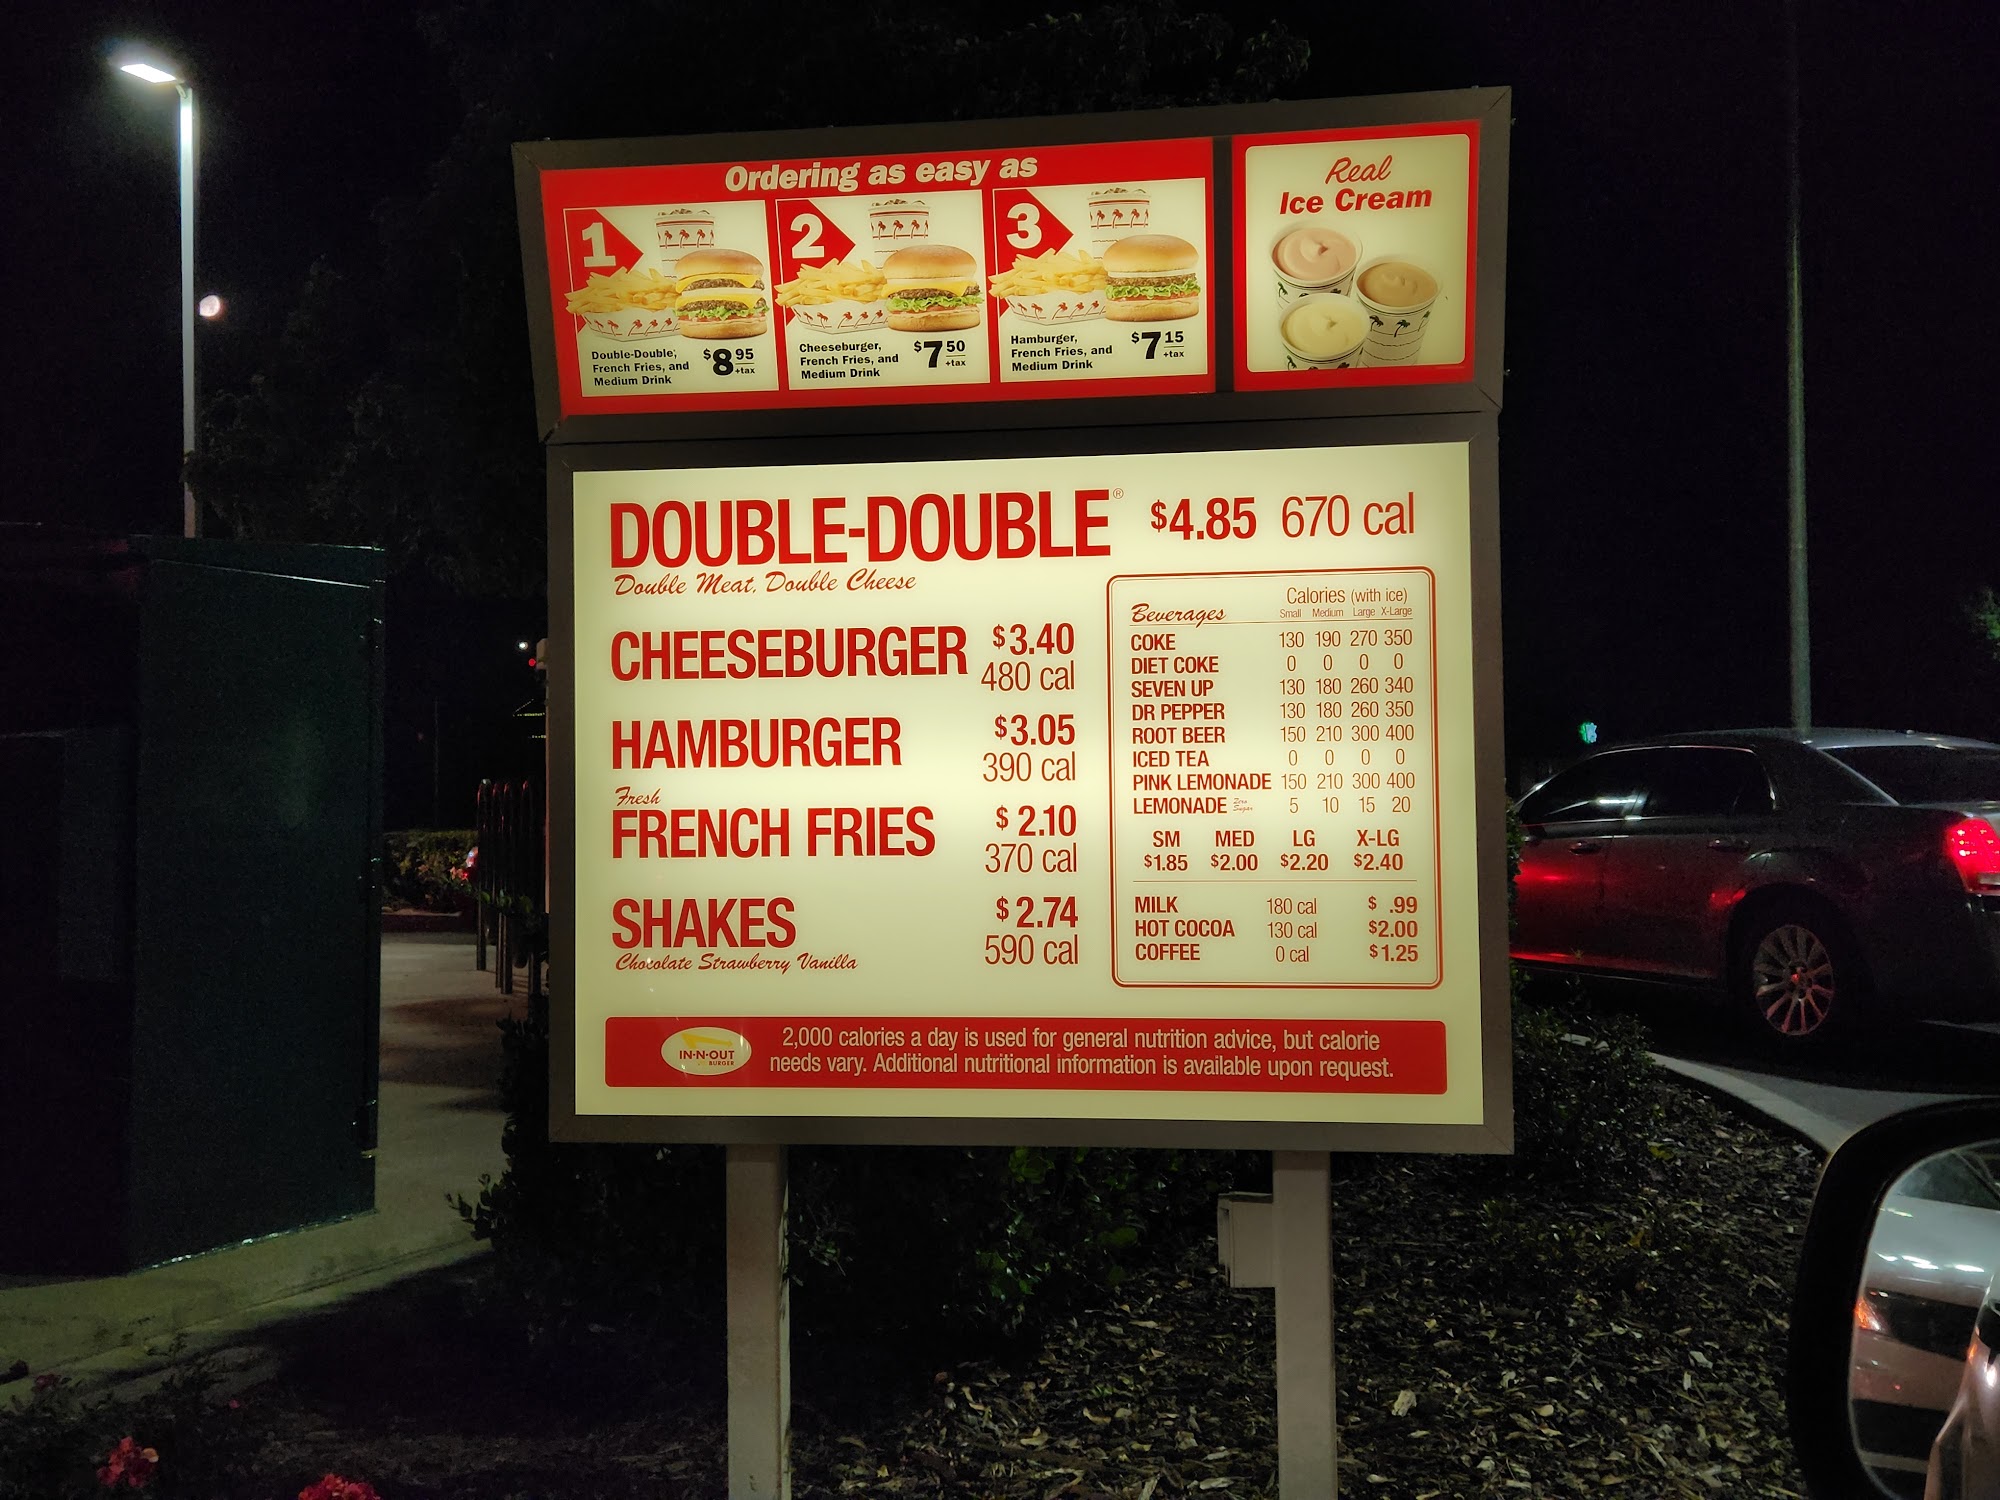 Ordering as easy as
1
Double-Double,
French Fries, and
Medium Drink
$8 95
+tax
2
Cheeseburger,
French Fries, and
Medium Drink
$7 50
+tax
3
Hamburger,
French Fries, and
Medium Drink
$7 15
+tax
Real
Ice Cream
DOUBLE-DOUBLE® $4.85 670 cal
Double Meat, Double Cheese
CHEESEBURGER $3.40
480 cal
HAMBURGER $3.05
390 cal
Fresh
FRENCH FRIES $2.10
370 cal
SHAKES $2.74
590 cal
Chocolate Strawberry Vanilla
Calories (with ice)
Beverages Small Medium Large X-Large
COKE 130 190 270 350
DIET COKE 0 0 0 0
SEVEN UP 130 180 260 340
DR PEPPER 130 180 260 350
ROOT BEER 150 210 300 400
ICED TEA 0 0 0 0
PINK LEMONADE 150 210 300 400
LEMONADE Zero Sugar 5 10 15 20
SM MED LG X-LG
$1.85 $2.00 $2.20 $2.40
MILK 180 cal $ .99
HOT COCOA 130 cal $2.00
COFFEE 0 cal $1.25
IN-N-OUT
BURGER
2,000 calories a day is used for general nutrition advice, but calorie
needs vary. Additional nutritional information is available upon request.